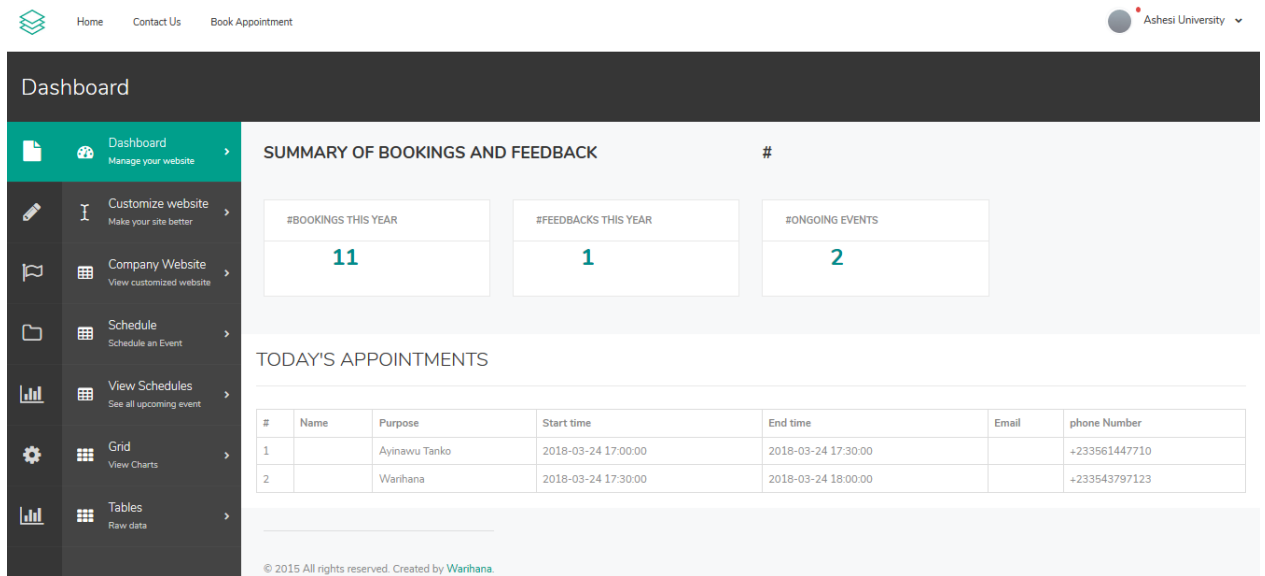 Home Contact Us Book Appointment Ashesi University
Dashboard
Dashboard
Manage your website
Customize website
Make your site better
Company Website
View customized website
Schedule
Schedule an Event
View Schedules
See all upcoming event
Grid
View Charts
Tables
Raw data
SUMMARY OF BOOKINGS AND FEEDBACK #
#BOOKINGS THIS YEAR #FEEDBACKS THIS YEAR #ONGOING EVENTS
11 1 2
TODAY'S APPOINTMENTS
# Name Purpose Start time End time Email phone Number
1 Ayinawu Tanko 2018-03-24 17:00:00 2018-03-24 17:30:00 +233561447710
2 Warihana 2018-03-24 17:30:00 2018-03-24 18:00:00 +233543797123
© 2015 All rights reserved. Created by Warihana.